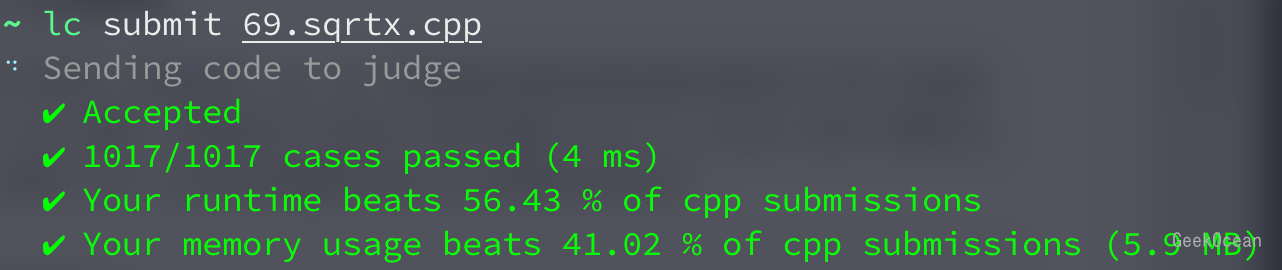 ~ lc submit 69.sqrtx.cpp
Sending code to judge
✔ Accepted
✔ 1017/1017 cases passed (4 ms)
✔ Your runtime beats 56.43 % of cpp submissions
✔ Your memory usage beats 41.02 % of cpp submissions (5.9 MB)
GeekOcean